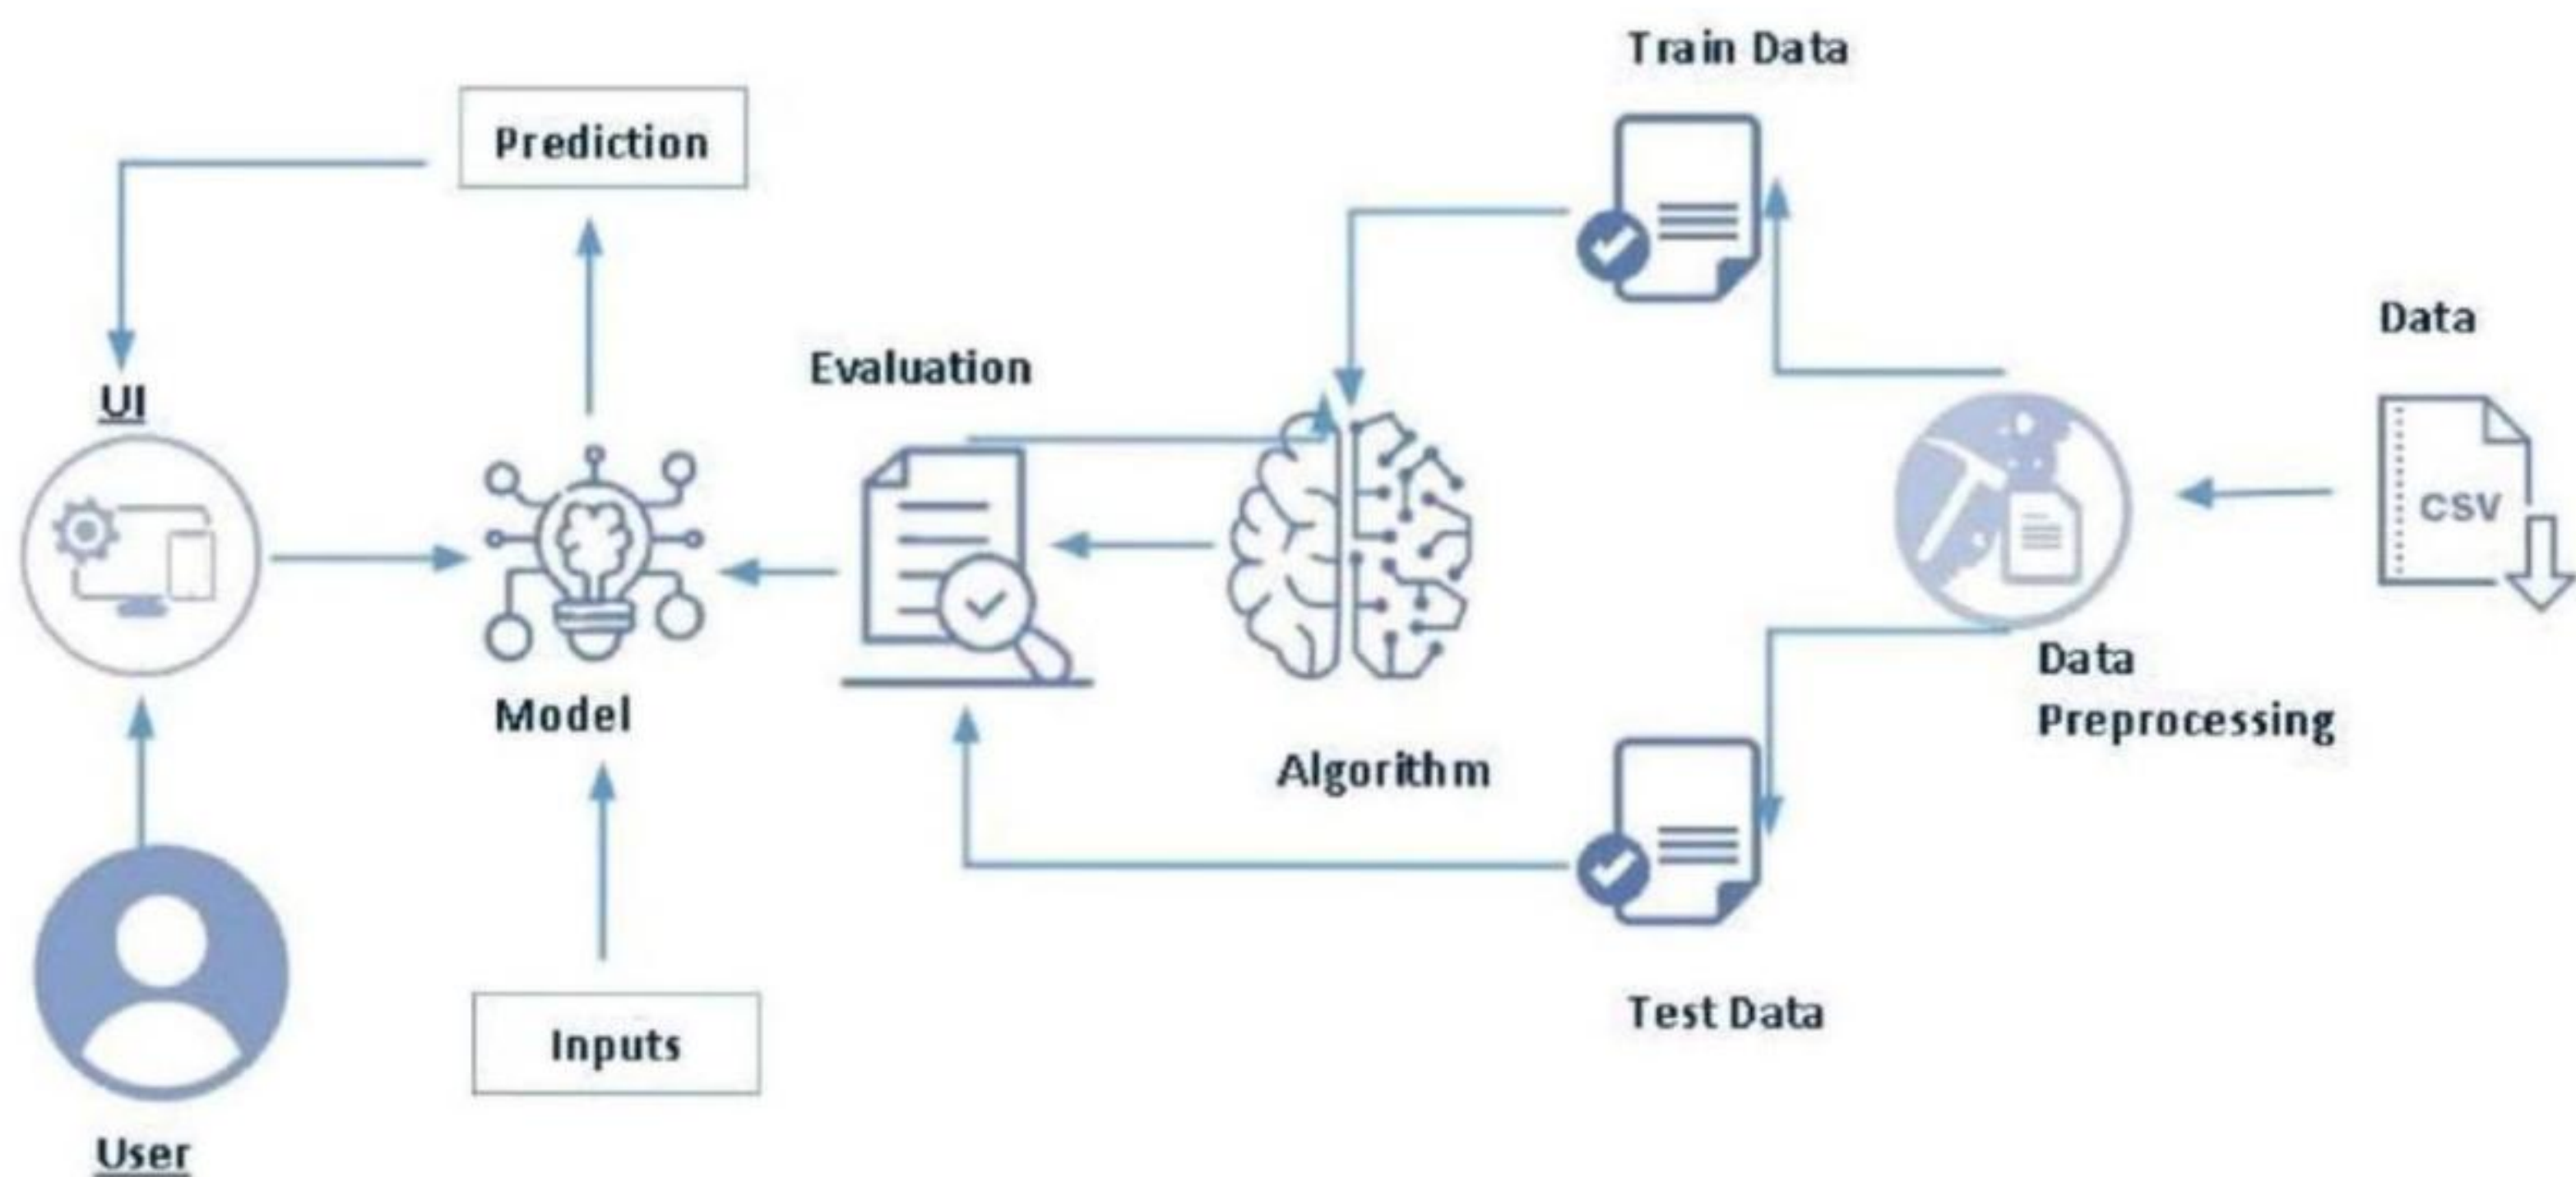 Train Data
Prediction
Data
Evaluation
UI
CSV
Data
Preprocessing
Model
Algorithm
Test Data
Inputs
User